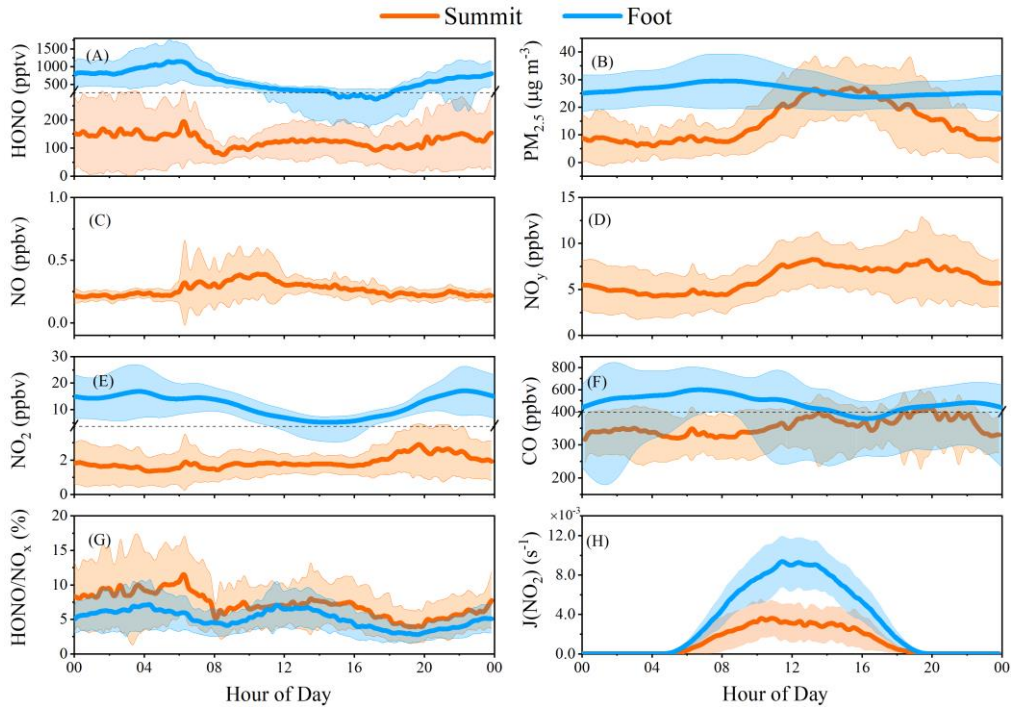 Summit Foot
(A)
HONO (pptv)
1750
1000
500
200
100
0
(B)
PM2.5 (μg m-3)
40
30
20
10
0
(C)
NO (ppbv)
1.0
0.5
0.0
(D)
NOy (ppbv)
15
10
5
0
(E)
NO2 (ppbv)
30
20
10
2
0
(F)
CO (ppbv)
800
600
400
300
200
(G)
HONO/NOx (%)
20
15
10
5
0
00 04 08 12 16 20 00
Hour of Day
(H)
J(NO2) (s-1)
×10-3
12.0
8.0
4.0
0.0
00 04 08 12 16 20 00
Hour of Day